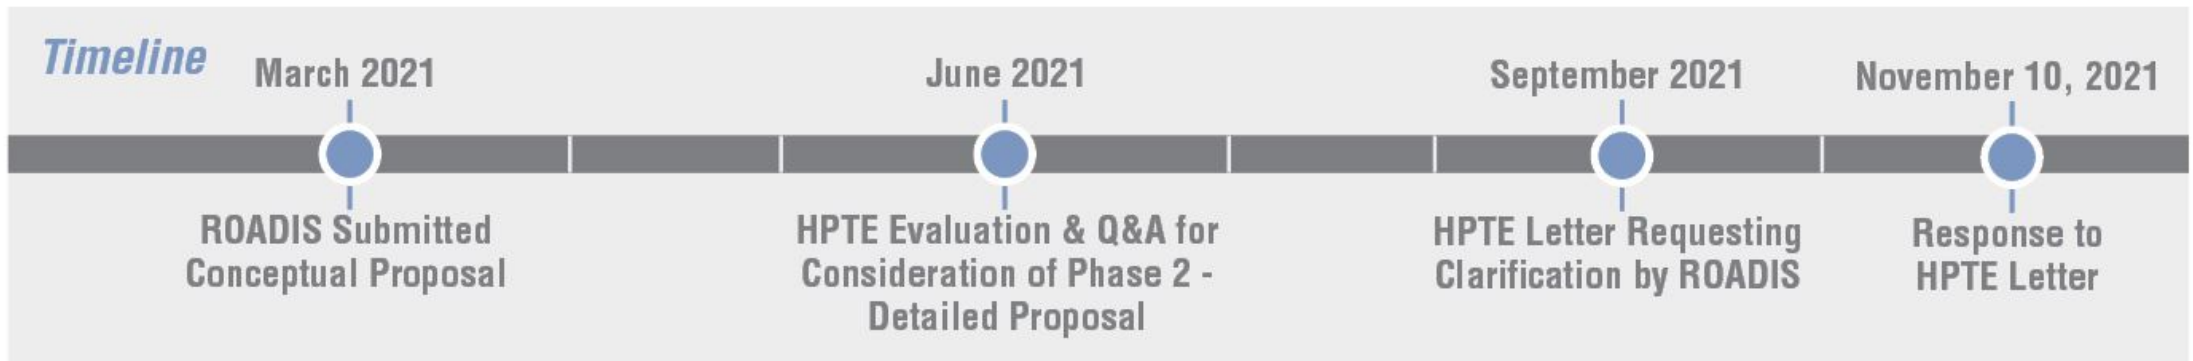 Timeline
March 2021
June 2021
September 2021
November 10, 2021
ROADIS Submitted
Conceptual Proposal
HPTE Evaluation & Q&A for
Consideration of Phase 2 -
Detailed Proposal
HPTE Letter Requesting
Clarification by ROADIS
Response to
HPTE Letter